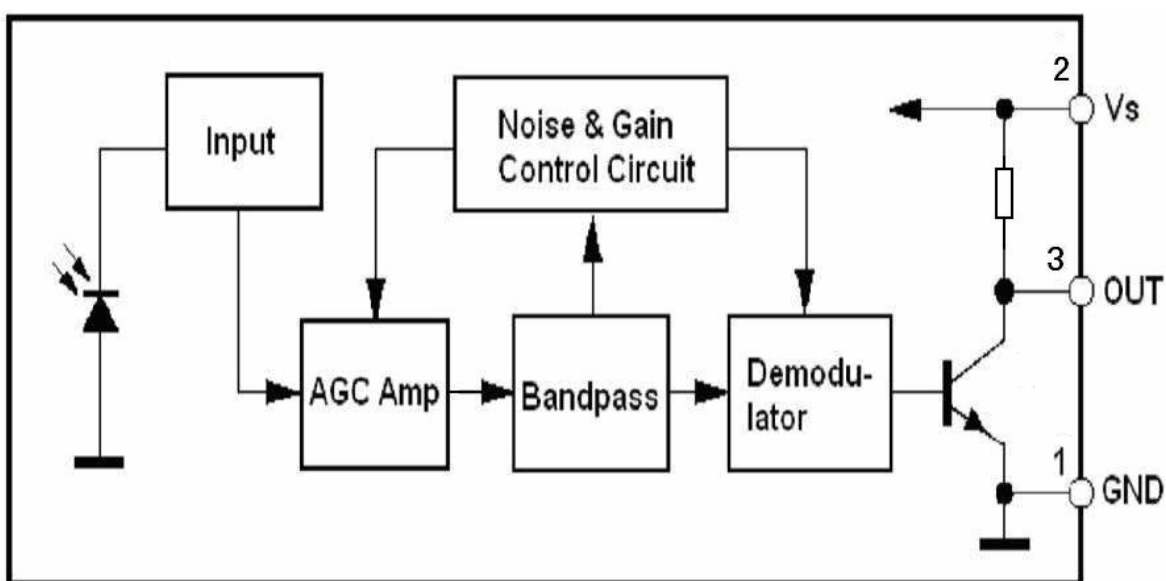 Input
Noise & Gain
Control Circuit
2
Vs
3
OUT
AGC Amp
Bandpass
Demodu-
lator
1
GND